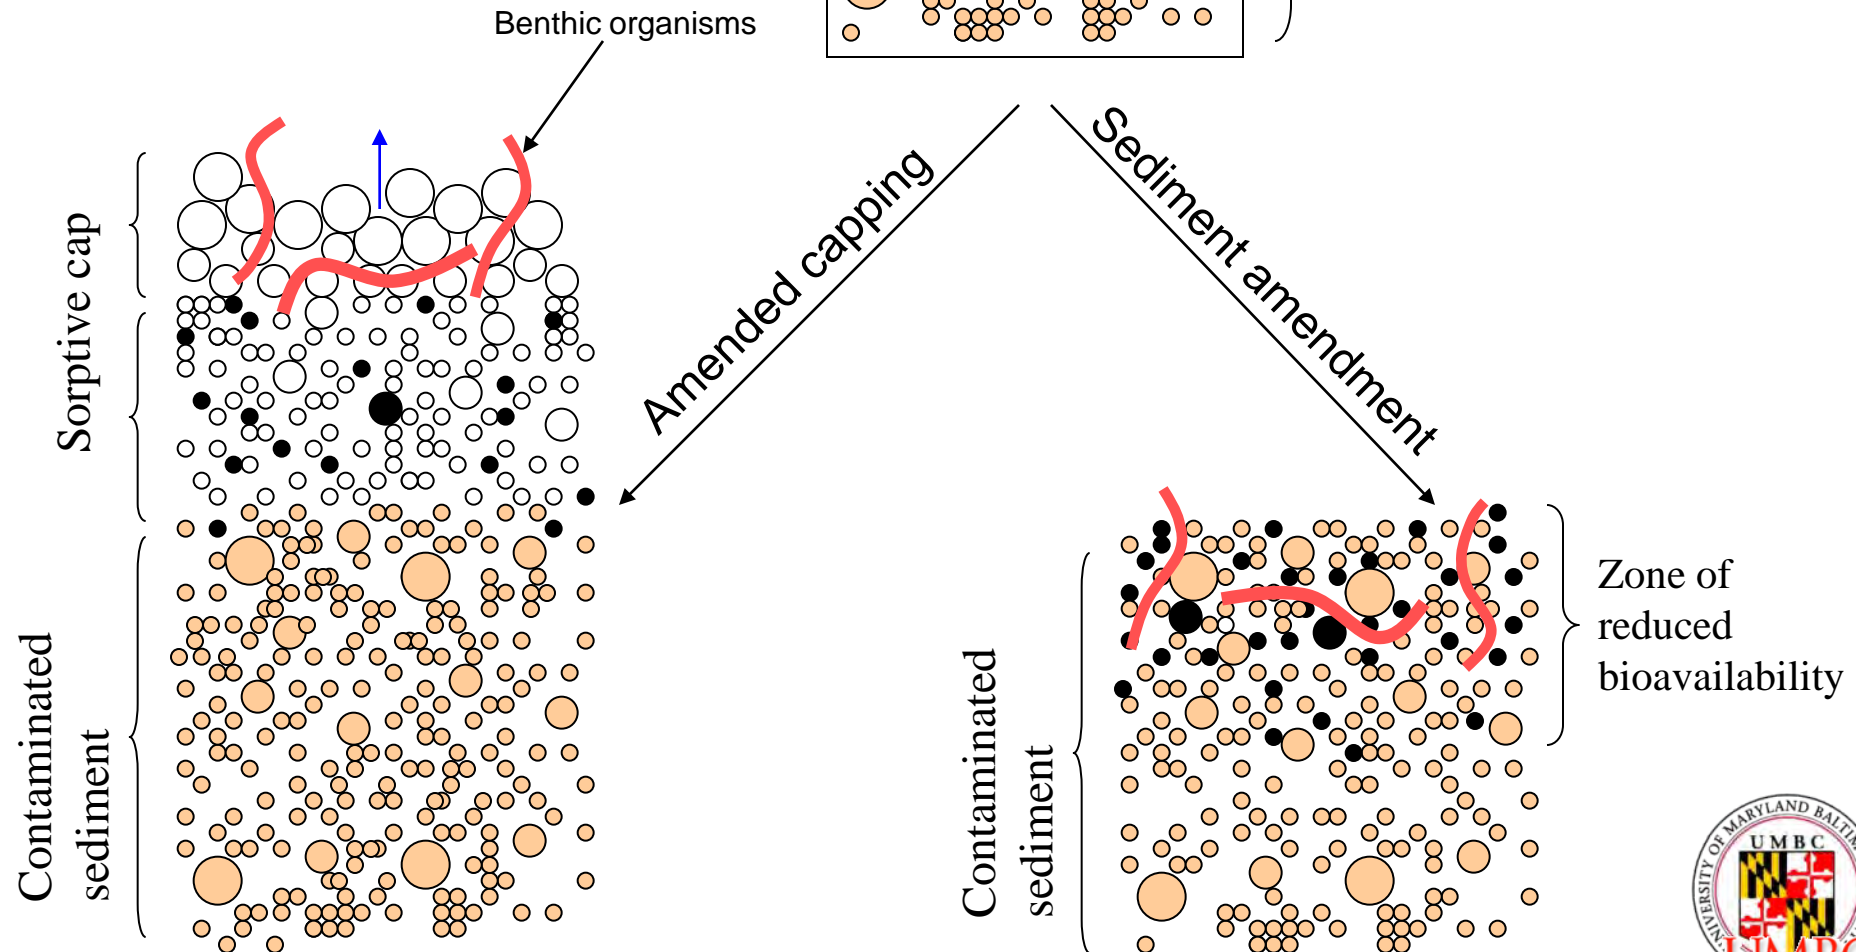 Benthic organisms
Amended capping
Sediment amendment
Sorptive cap
Contaminated
sediment
Contaminated
sediment
Zone of
reduced
bioavailability
UMBC